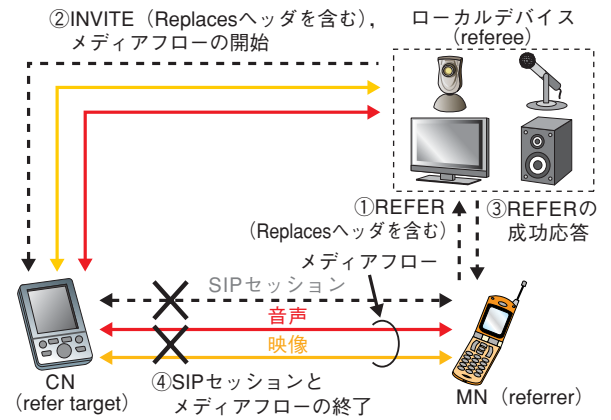 ②INVITE（Replacesヘッダを含む），
メディアフローの開始
ローカルデバイス
（referee）
①REFER
（Replacesヘッダを含む）
③REFERの
成功応答
メディアフロー
SIPセッション
音声
映像
CN
（refer target）
④SIPセッションと
メディアフローの終了
MN（referrer）